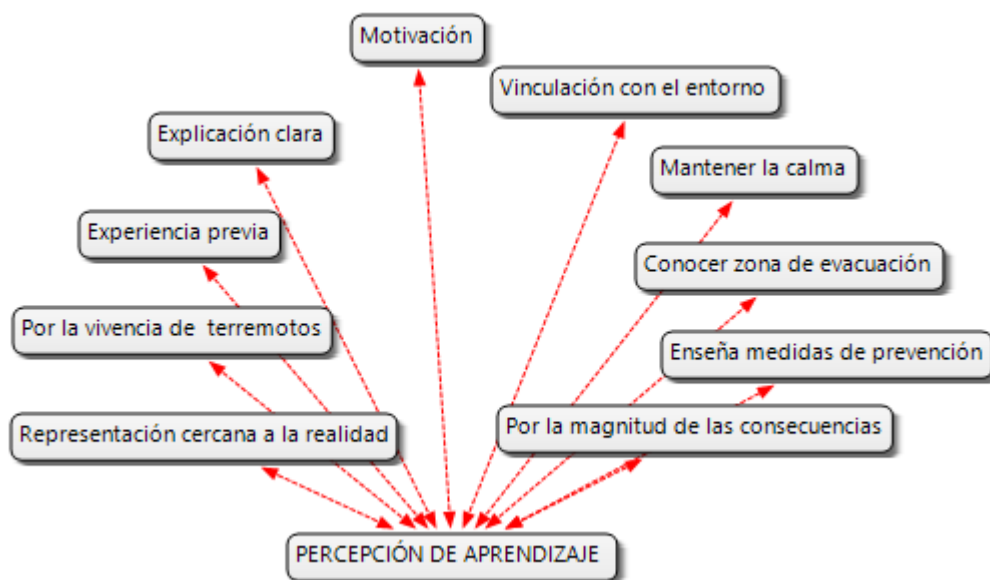 Motivación
Vinculación con el entorno
Explicación clara
Mantener la calma
Experiencia previa
Conocer zona de evacuación
Por la vivencia de terremotos
Enseña medidas de prevención
Representación cercana a la realidad
Por la magnitud de las consecuencias
PERCEPCIÓN DE APRENDIZAJE